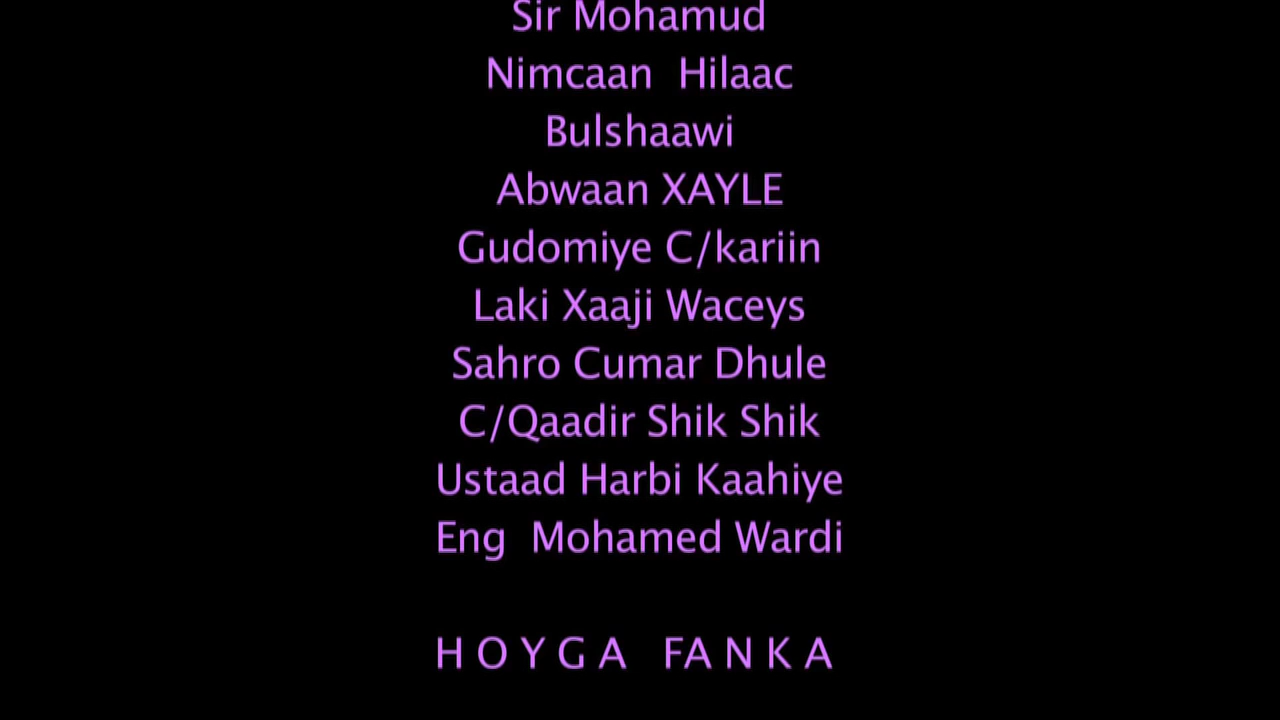 Sir Mohamud
Nimcaan Hilaac
Bulshaawi
Abwaan XAYLE
Gudomiye C/kariin
Laki Xaaji Waceys
Sahro Cumar Dhule
C/Qaadir Shik Shik
Ustaad Harbi Kaahiye
Eng Mohamed Wardi
H O Y G A FA N K A